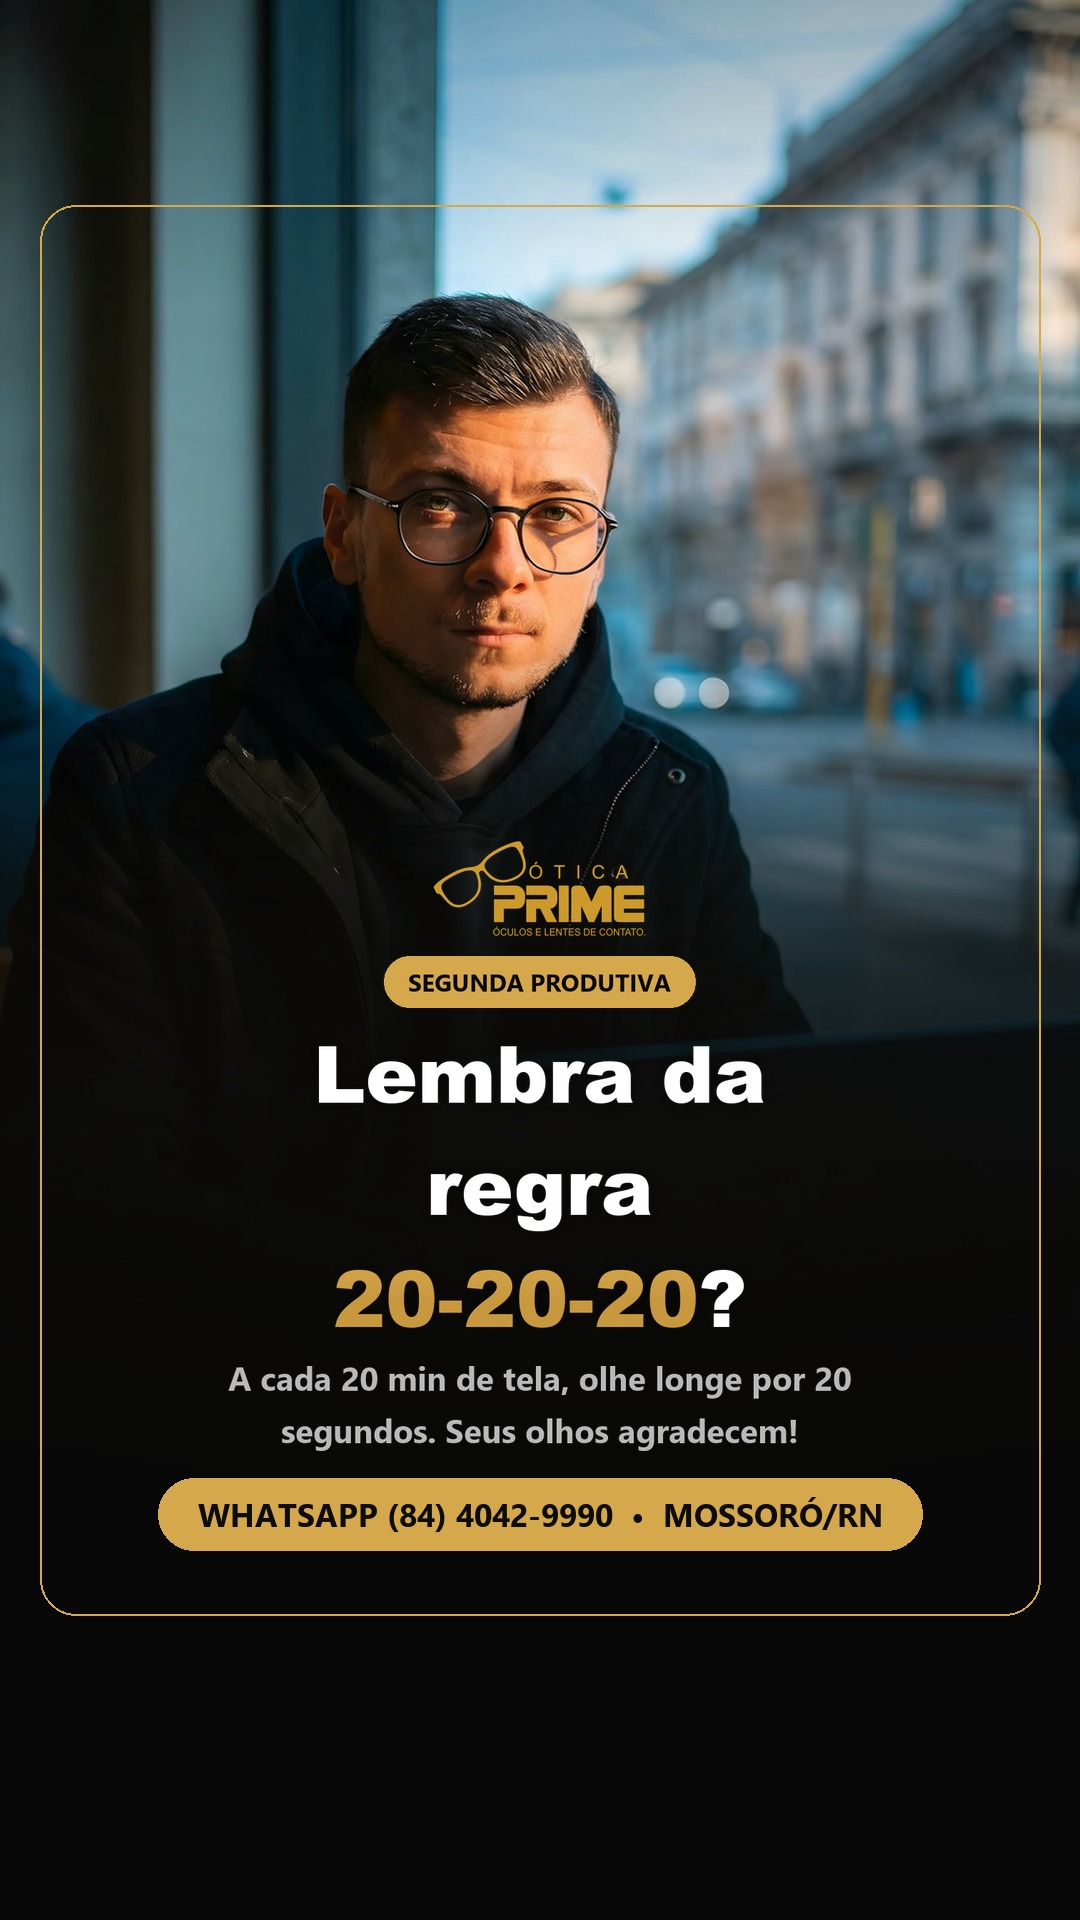 ÓTICA
PRIME
ÓCULOS E LENTES DE CONTATO.
SEGUNDA PRODUTIVA
Lembra da
regra
20-20-20?
A cada 20 min de tela, olhe longe por 20
segundos. Seus olhos agradecem!
WHATSAPP (84) 4042-9990 • MOSSORÓ/RN